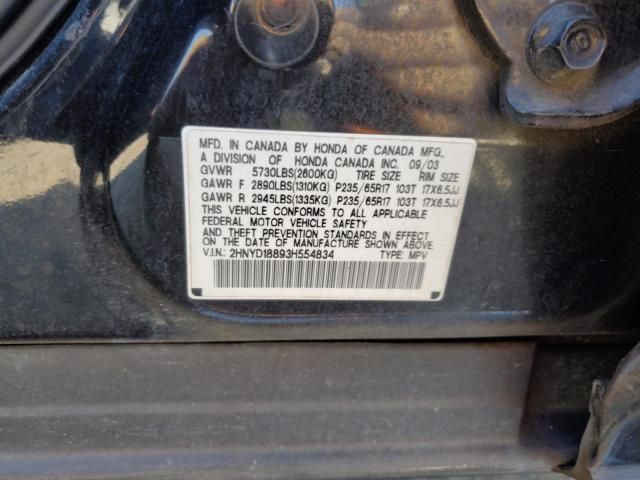 MFD. IN CANADA BY HONDA OF CANADA MFG.,
A DIVISION OF HONDA CANADA INC. 09/03
GVWR 5730LBS(2600KG) TIRE SIZE RIM SIZE
GAWR F 2890LBS(1310KG) P235/65R17 103T 17X6.5JJ
GAWR R 2945LBS(1335KG) P235/65R17 103T 17X6.5JJ
THIS VEHICLE CONFORMS TO ALL APPLICABLE
FEDERAL MOTOR VEHICLE SAFETY
AND THEFT PREVENTION STANDARDS IN EFFECT
ON THE DATE OF MANUFACTURE SHOWN ABOVE.
V.I.N.: 2HNYD18893H554834 TYPE: MPV